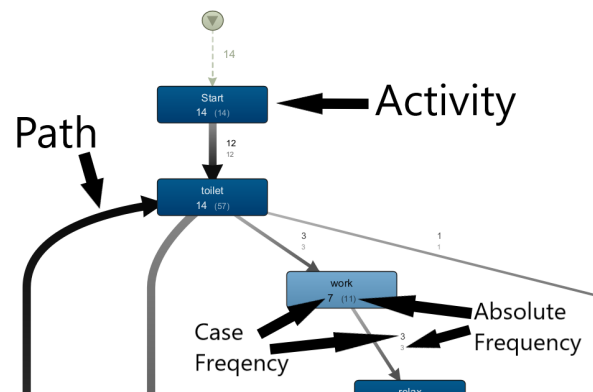 14
Start
14 (14)
Activity
Path
12
12
toilet
14 (57)
3
3
1
1
work
7 (11)
Absolute
Frequency
Case
Freqency
3
3
relax